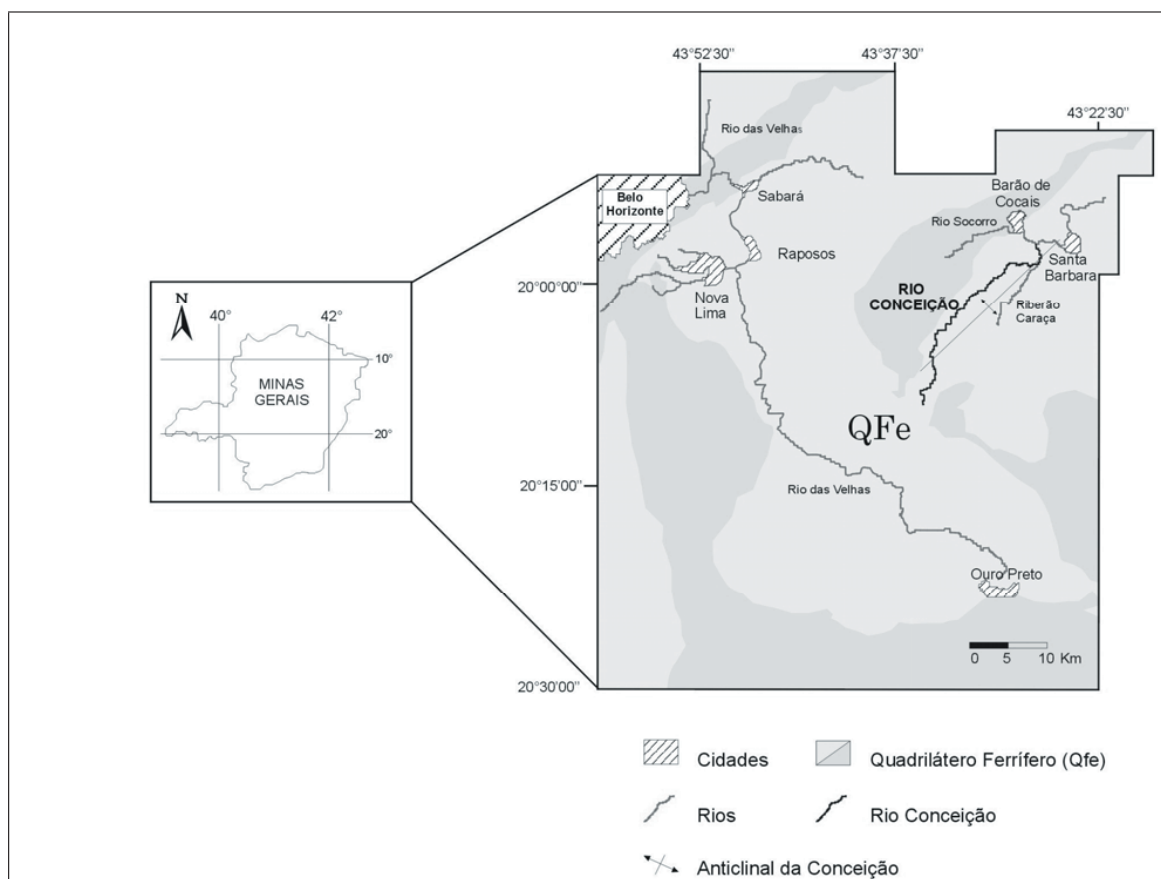 43°52'30"
43°37'30"
43°22'30"
Rio das Velhas
Belo
Horizonte
Sabará
Barão de
Cocais
Rio Socorro
Raposos
Santa
Barbara
Nova
Lima
20°00'00"
RIO
CONCEIÇÃO
Riberão
Caraça
N
40°
42°
10°
MINAS
GERAIS
20°
QFe
20°15'00"
Rio das Velhas
Ouro Preto
0 5 10 Km
20°30'00"
Cidades
Quadrilátero Ferrífero (Qfe)
Rios
Rio Conceição
Anticlinal da Conceição